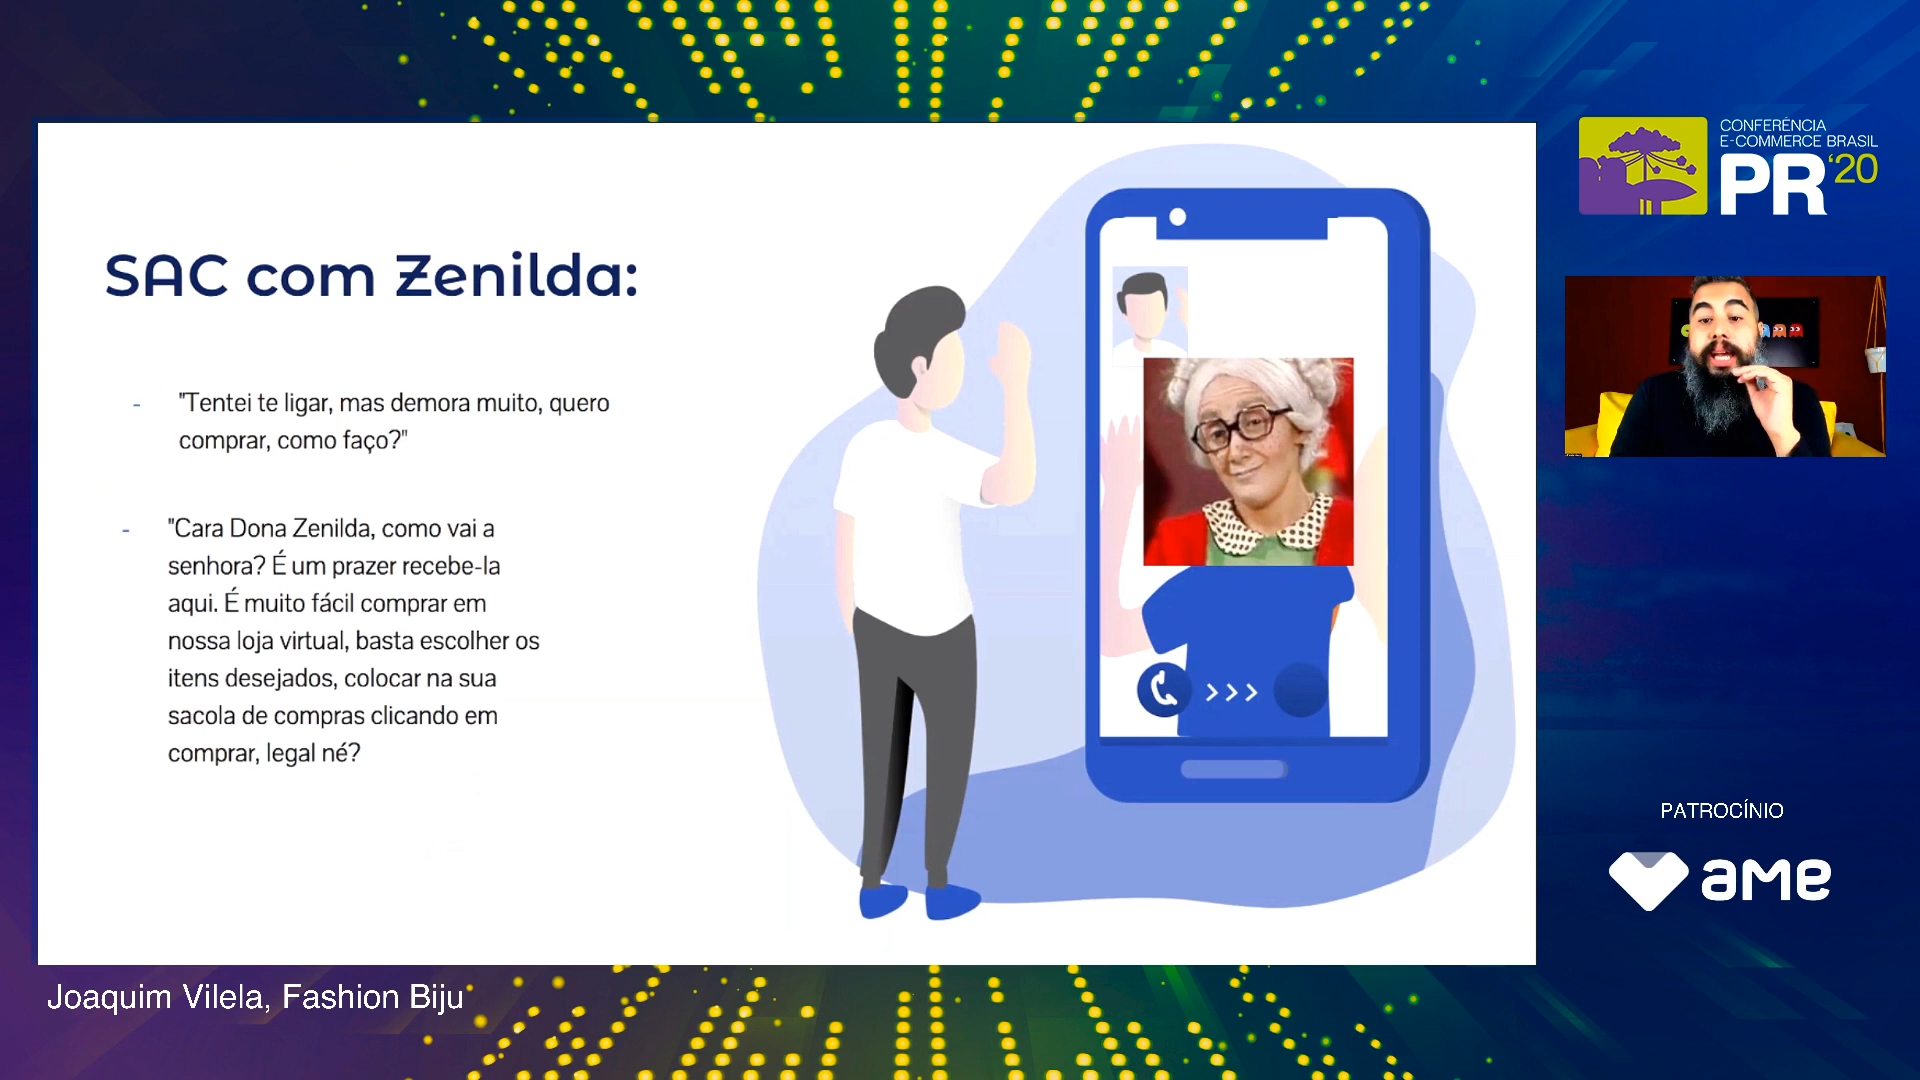 SAC com Zenilda:
- "Tentei te ligar, mas demora muito, quero
comprar, como faço?"
- "Cara Dona Zenilda, como vai a
senhora? É um prazer recebe-la
aqui. É muito fácil comprar em
nossa loja virtual, basta escolher os
itens desejados, colocar na sua
sacola de compras clicando em
comprar, legal né?
CONFERÊNCIA
E-COMMERCE BRASIL
PR '20
PATROCÍNIO
AME
Joaquim Vilela, Fashion Biju